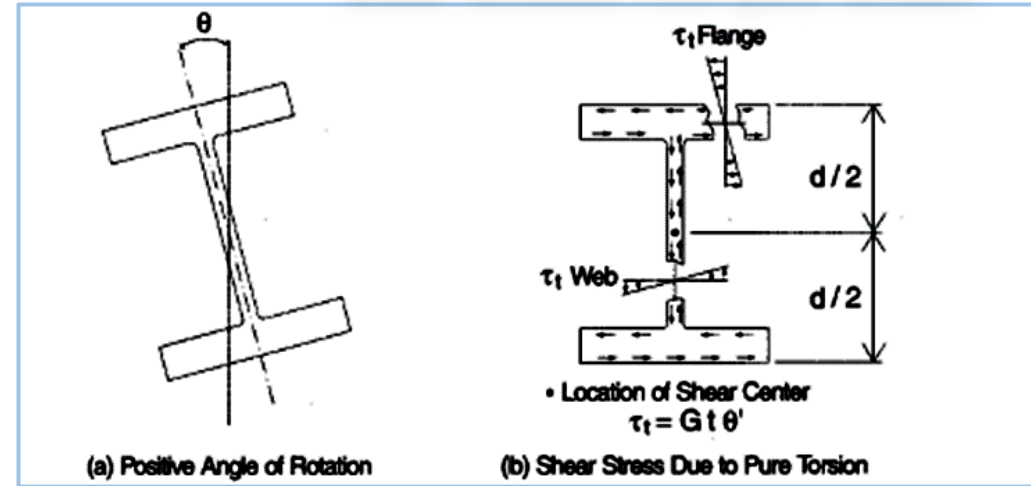 θ
τt Flange
d/2
τt Web
d/2
• Location of Shear Center
τt = G t θ'
(a) Positive Angle of Rotation
(b) Shear Stress Due to Pure Torsion